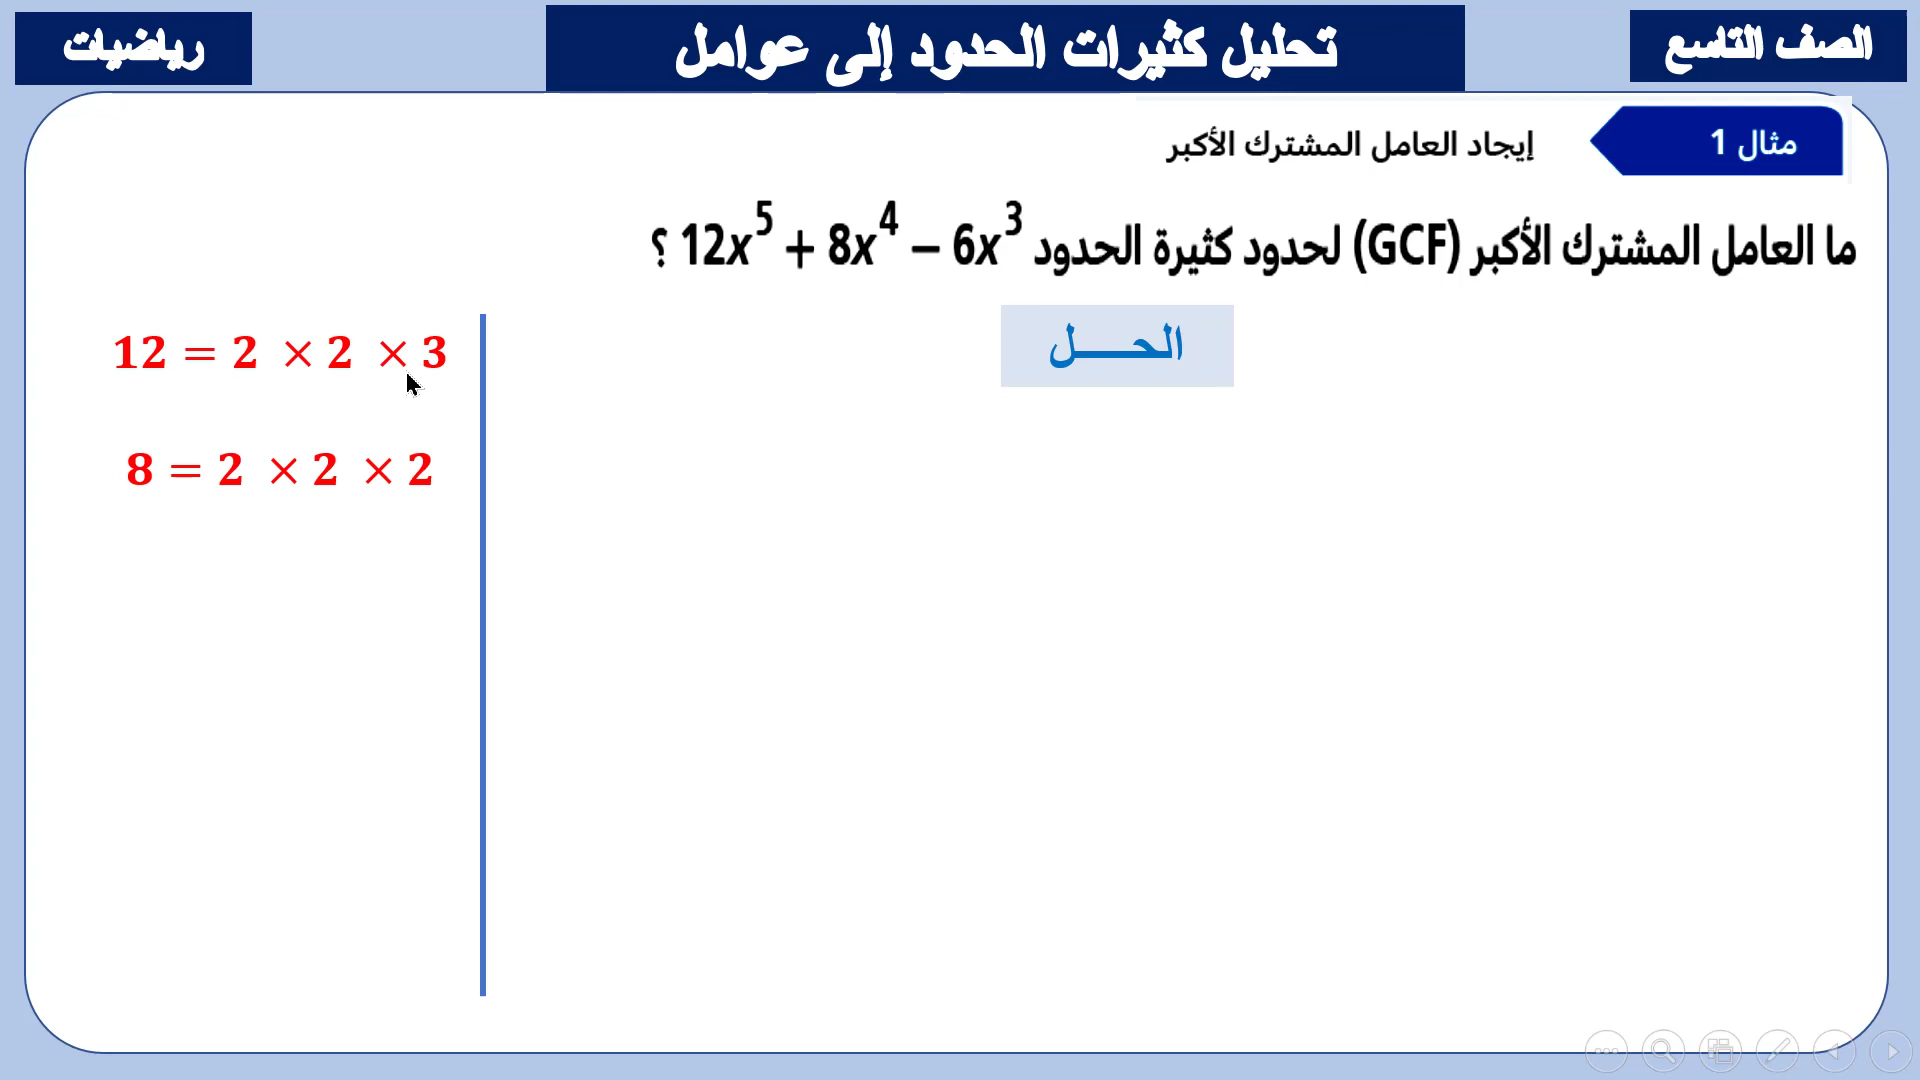 الصف التاسع
تحليل كثيرات الحدود إلى عوامل
رياضيات
مثال 1
إيجاد العامل المشترك الأكبر
ما العامل المشترك الأكبر (GCF) لحدود كثيرة الحدود 12x⁵ + 8x⁴ − 6x³ ؟
الحـــل
12 = 2 × 2 × 3
8 = 2 × 2 × 2